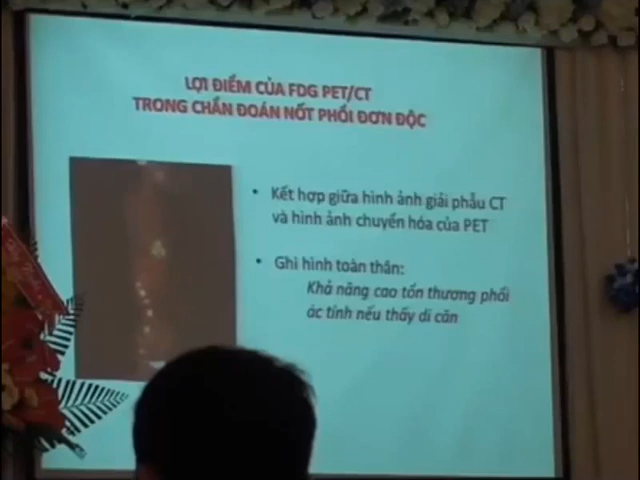 LỢI ĐIỂM CỦA FDG PET/CT
TRONG CHẨN ĐOÁN NỐT PHỔI ĐƠN ĐỘC
• Kết hợp giữa hình ảnh giải phẫu CT
và hình ảnh chuyển hóa của PET
• Ghi hình toàn thân:
Khả năng cao tổn thương phổi
ác tính nếu thấy di căn